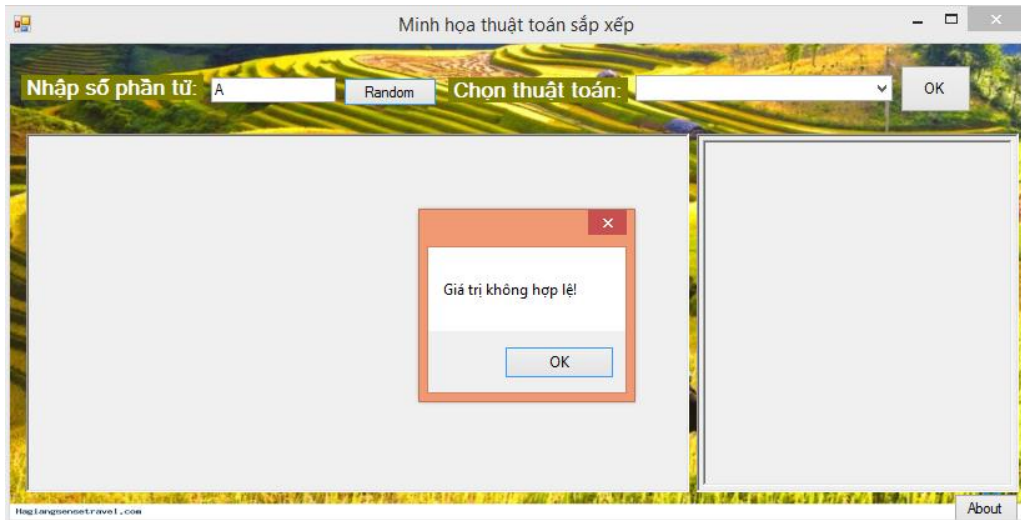 Minh họa thuật toán sắp xếp
Nhập số phần tử: A Random Chọn thuật toán: OK
Giá trị không hợp lệ!
OK
Hagiangsensetravel.com
About